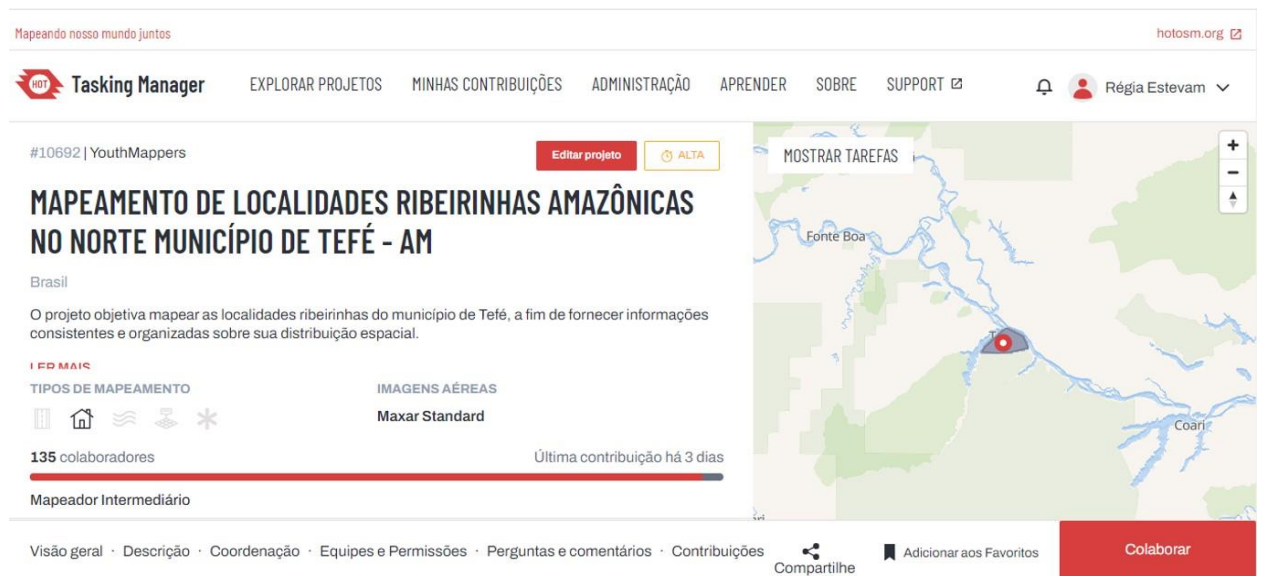 Mapeando nosso mundo juntos
hotosm.org
HOT
Tasking Manager
EXPLORAR PROJETOS
MINHAS CONTRIBUIÇÕES
ADMINISTRAÇÃO
APRENDER
SOBRE
SUPPORT
Régia Estevam
#10692 | YouthMappers
Editar projeto
ALTA
MAPEAMENTO DE LOCALIDADES RIBEIRINHAS AMAZÔNICAS
NO NORTE MUNICÍPIO DE TEFÉ - AM
Brasil
O projeto objetiva mapear as localidades ribeirinhas do município de Tefé, a fim de fornecer informações
consistentes e organizadas sobre sua distribuição espacial.
LER MAIS
TIPOS DE MAPEAMENTO
IMAGENS AÉREAS
Maxar Standard
135 colaboradores
Última contribuição há 3 dias
Mapeador Intermediário
MOSTRAR TAREFAS
+
−
Fonte Boa
Coari
Visão geral · Descrição · Coordenação · Equipes e Permissões · Perguntas e comentários · Contribuições
Compartilhe
Adicionar aos Favoritos
Colaborar